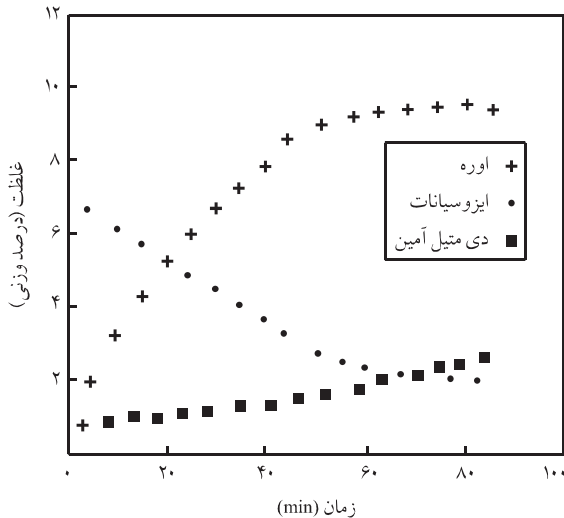 ۱۲
۱۰
۸
۶
۴
۲
غلظت (درصد وزنی)
اوره
ایزوسیانات
دی متیل آمین
۰ ۲۰ ۴۰ ۶۰ ۸۰ ۱۰۰
زمان (min)